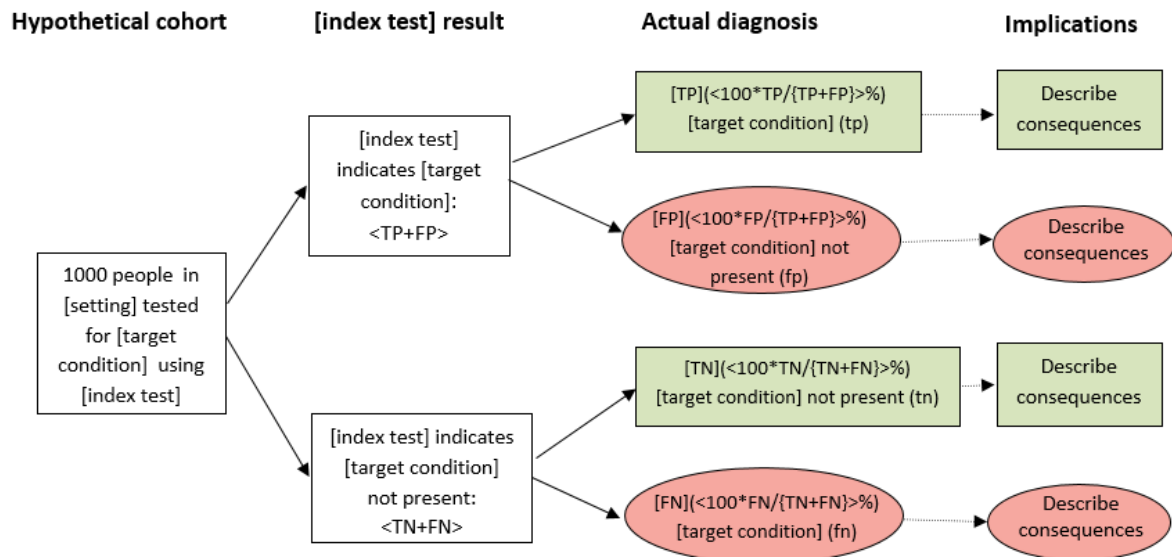 Hypothetical cohort
[index test] result
Actual diagnosis
Implications
1000 people in
[setting] tested
for [target
condition] using
[index test]
[index test]
indicates [target
condition]:
<TP+FP>
[index test] indicates
[target condition]
not present:
<TN+FN>
[TP](<100*TP/{TP+FP}>%)
[target condition] (tp)
Describe
consequences
[FP](<100*FP/{TP+FP}>%)
[target condition] not
present (fp)
Describe
consequences
[TN](<100*TN/{TN+FN}>%)
[target condition] not present (tn)
Describe
consequences
[FN](<100*FN/{TN+FN}>%)
[target condition] (fn)
Describe
consequences